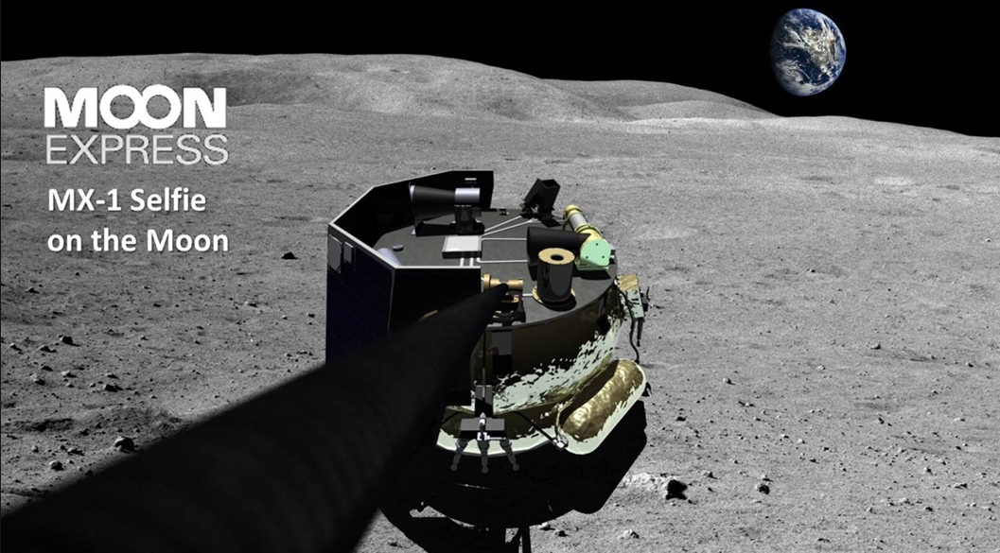 MOON
EXPRESS
MX-1 Selfie
on the Moon